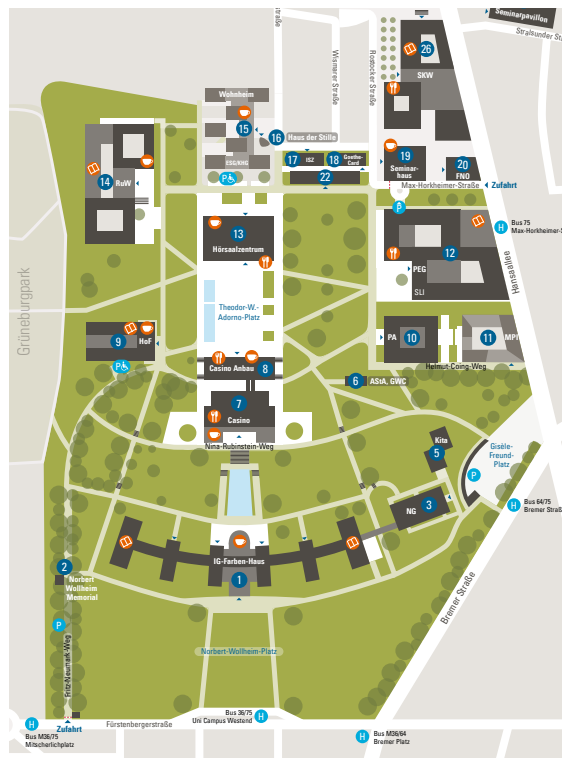 Seminarpavillon
Stralsunder St
straße
Wismarer Straße
Rostocker Straße
26
SKW
Wohnheim
15
16
Haus der Stille
ESG/KHG
17
ISZ
18
Goethe-
Card
22
19
Seminar-
haus
20
FNO
Max-Horkheimer-Straße
Zufahrt
14
RuW
P
β
Bus 75
Max-Horkheimer-S
H
13
Hörsaalzentrum
12
PEG
SLI
Hansaallee
Grüneburgpark
Theodor-W.-
Adorno-Platz
9
HoF
P
PA
10
11
MPI
Helmut-Coing-Weg
Casino Anbau
8
6
AStA, GWC
7
Casino
Nina-Rubinstein-Weg
Kita
5
Gisèle-
Freund-
Platz
P
3
NG
H
Bus 64/75
Bremer Straß
IG-Farben-Haus
1
2
Norbert
Wollheim
Memorial
P
Fritz-Neumark-Weg
Bremer Straße
Norbert-Wollheim-Platz
Bus 36/75
Uni Campus Westend
H
Zufahrt
Fürstenbergerstraße
H
Bus M36/75
Mitscherlichplatz
H
Bus M36/64
Bremer Platz